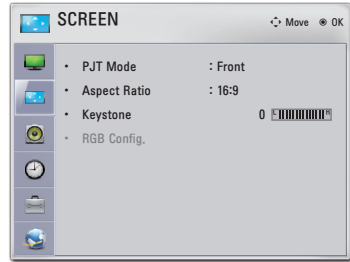 SCREEN
Move ◉ OK
• PJT Mode : Front
• Aspect Ratio : 16:9
• Keystone 0
• RGB Config.